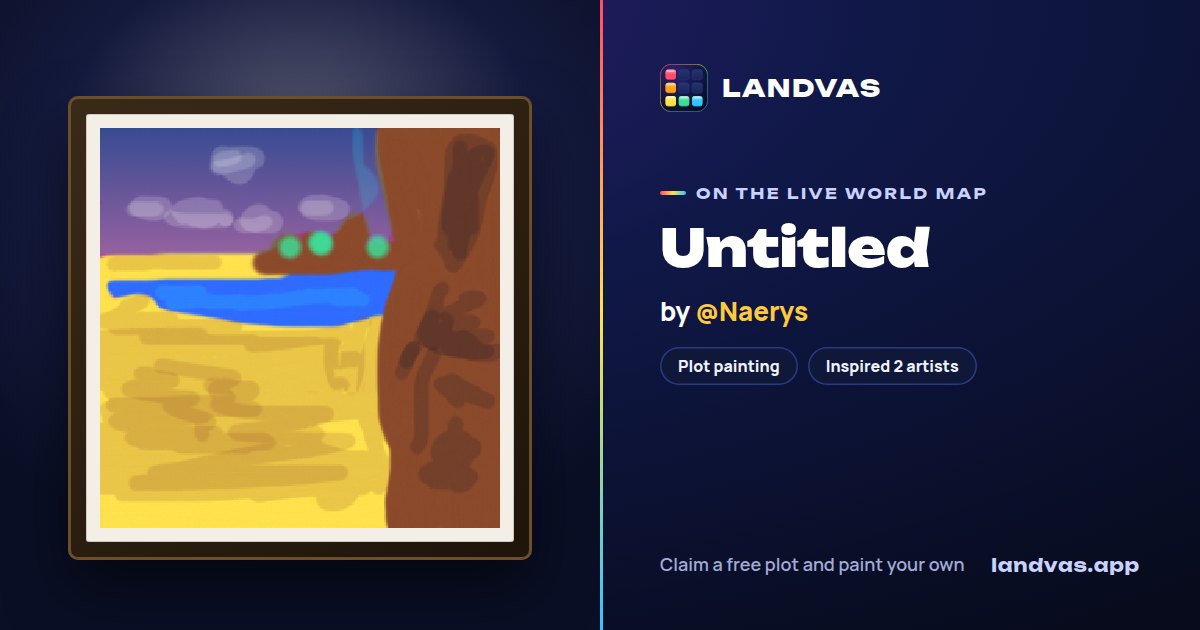 LANDVAS
ON THE LIVE WORLD MAP
Untitled
by @Naerys
Plot painting
Inspired 2 artists
Claim a free plot and paint your own
landvas.app